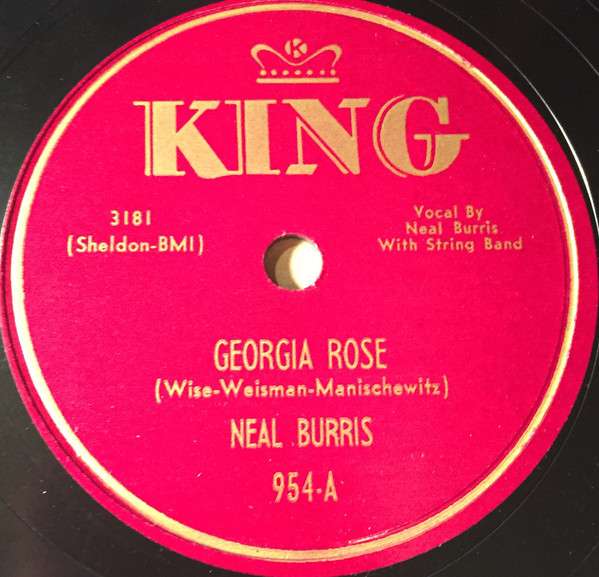 K
KING
3181
(Sheldon-BMI)
Vocal By
Neal Burris
With String Band
GEORGIA ROSE
(Wise-Weisman-Manischewitz)
NEAL BURRIS
954-A